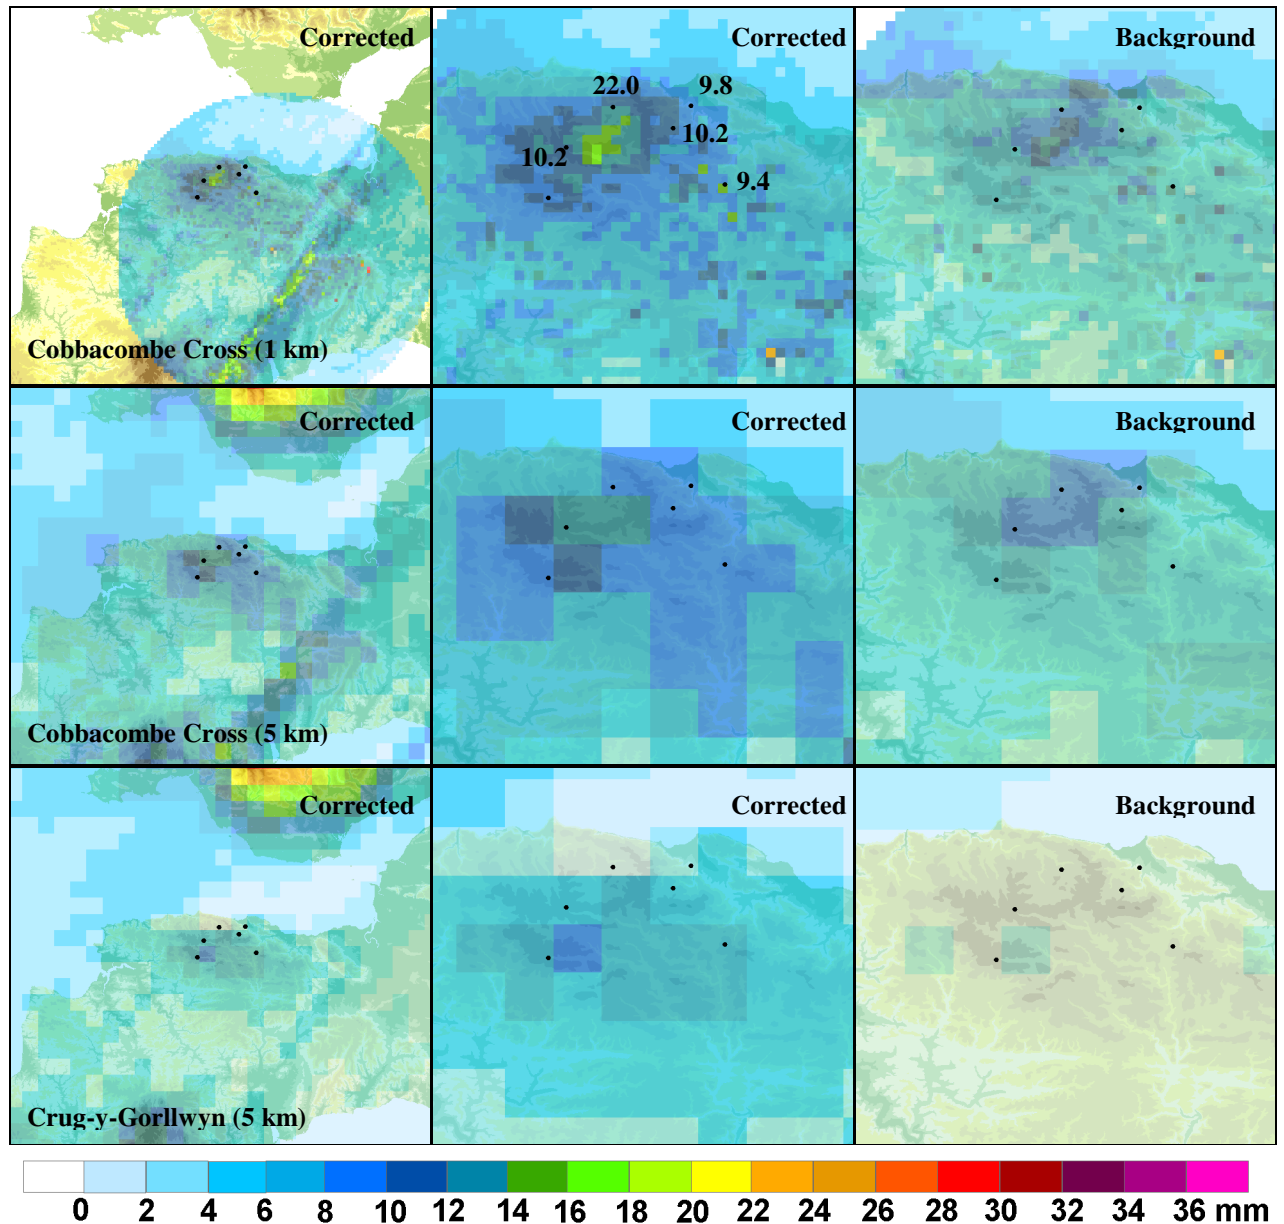 Corrected
Corrected
Background
22.0
9.8
10.2
10.2
9.4
Cobbacombe Cross (1 km)
Corrected
Corrected
Background
Cobbacombe Cross (5 km)
Corrected
Corrected
Background
Crug-y-Gorllwyn (5 km)
0 2 4 6 8 10 12 14 16 18 20 22 24 26 28 30 32 34 36 mm